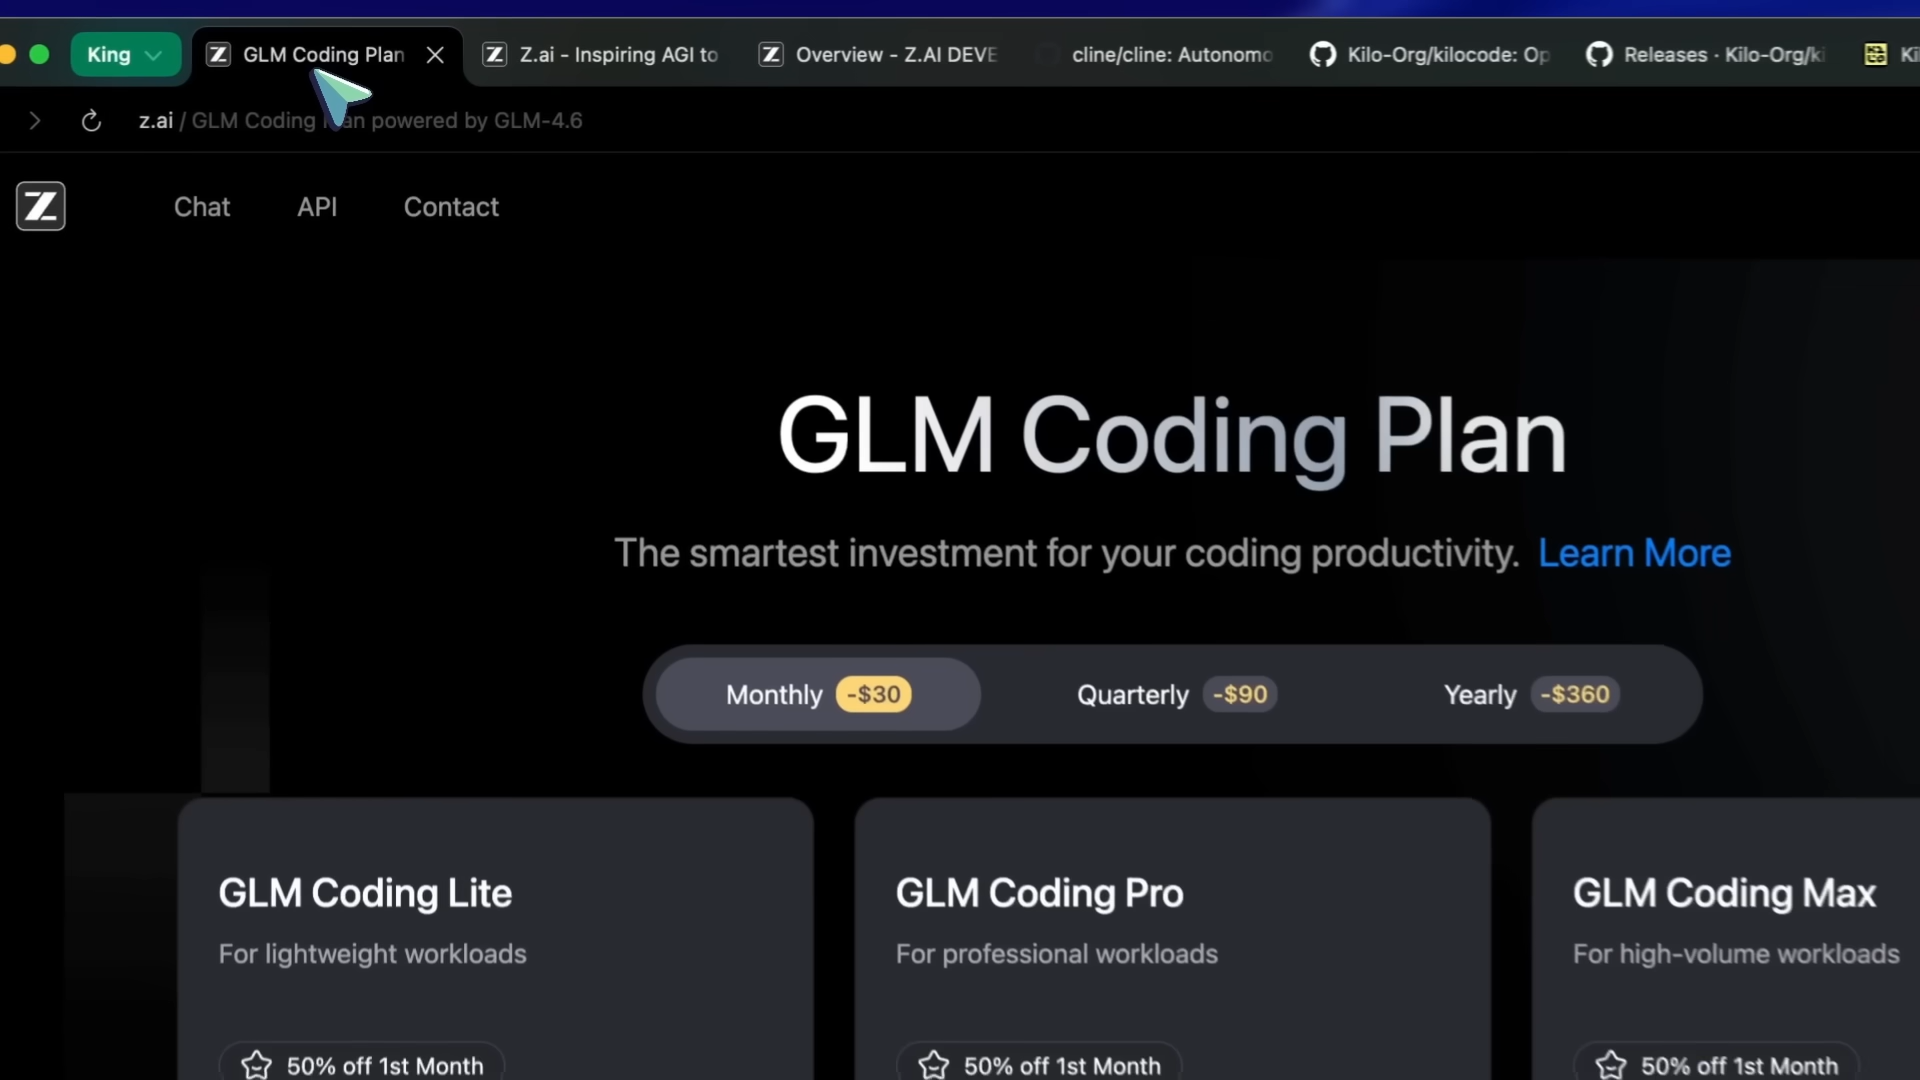 King
GLM Coding Plan
Z.ai - Inspiring AGI to
Overview - Z.AI DEVE
cline/cline: Autonomo
Kilo-Org/kilocode: Op
Releases · Kilo-Org/ki
Kil
z.ai / GLM Coding Plan powered by GLM-4.6
Z
Chat
API
Contact
GLM Coding Plan
The smartest investment for your coding productivity. Learn More
Monthly -$30
Quarterly -$90
Yearly -$360
GLM Coding Lite
For lightweight workloads
50% off 1st Month
GLM Coding Pro
For professional workloads
50% off 1st Month
GLM Coding Max
For high-volume workloads
50% off 1st Month